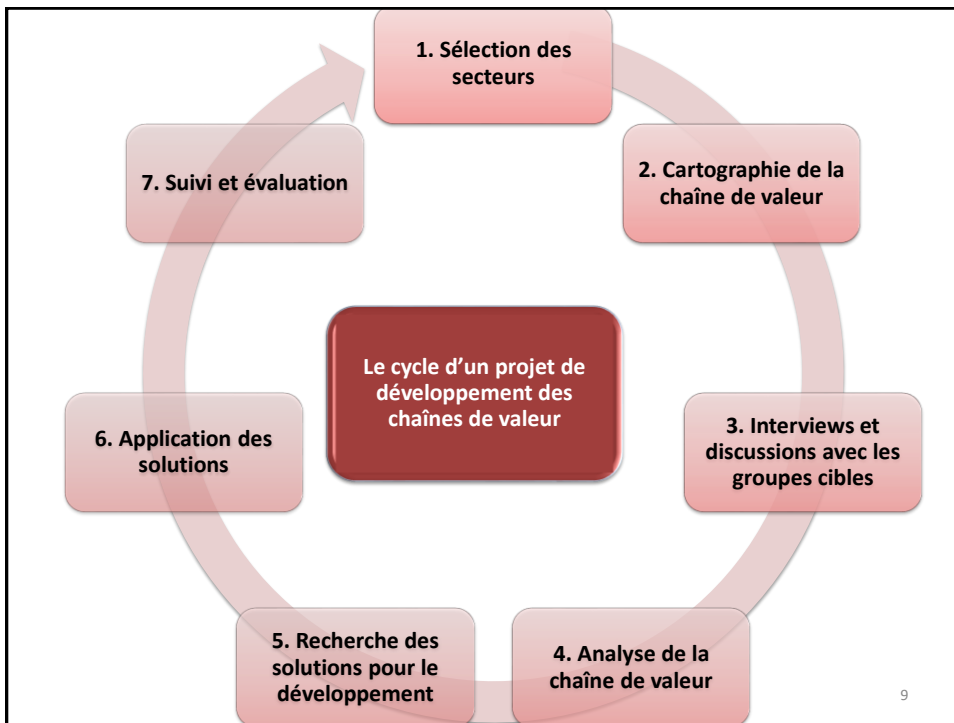 1. Sélection des
secteurs
2. Cartographie de la
chaîne de valeur
3. Interviews et
discussions avec les
groupes cibles
4. Analyse de la
chaîne de valeur
5. Recherche des
solutions pour le
développement
6. Application des
solutions
7. Suivi et évaluation
Le cycle d’un projet de
développement des
chaînes de valeur
9